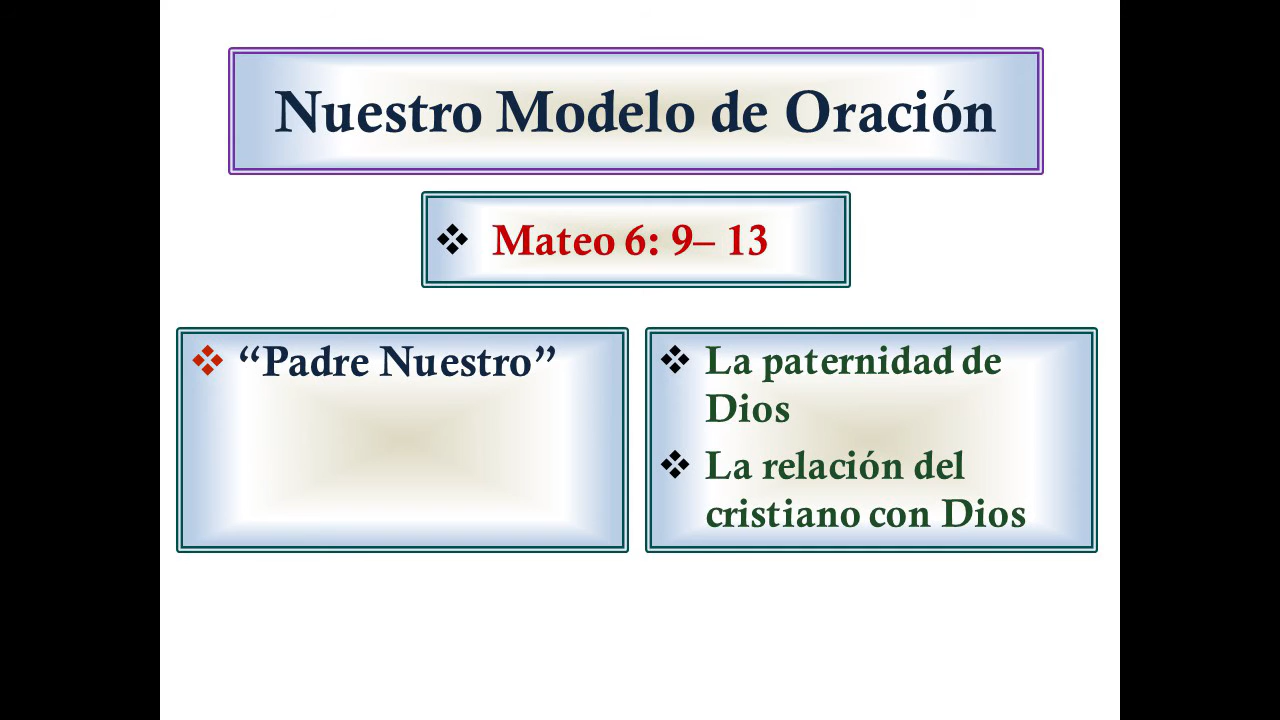 Nuestro Modelo de Oración
❖ Mateo 6: 9– 13
❖ “Padre Nuestro”
❖ La paternidad de
Dios
❖ La relación del
cristiano con Dios